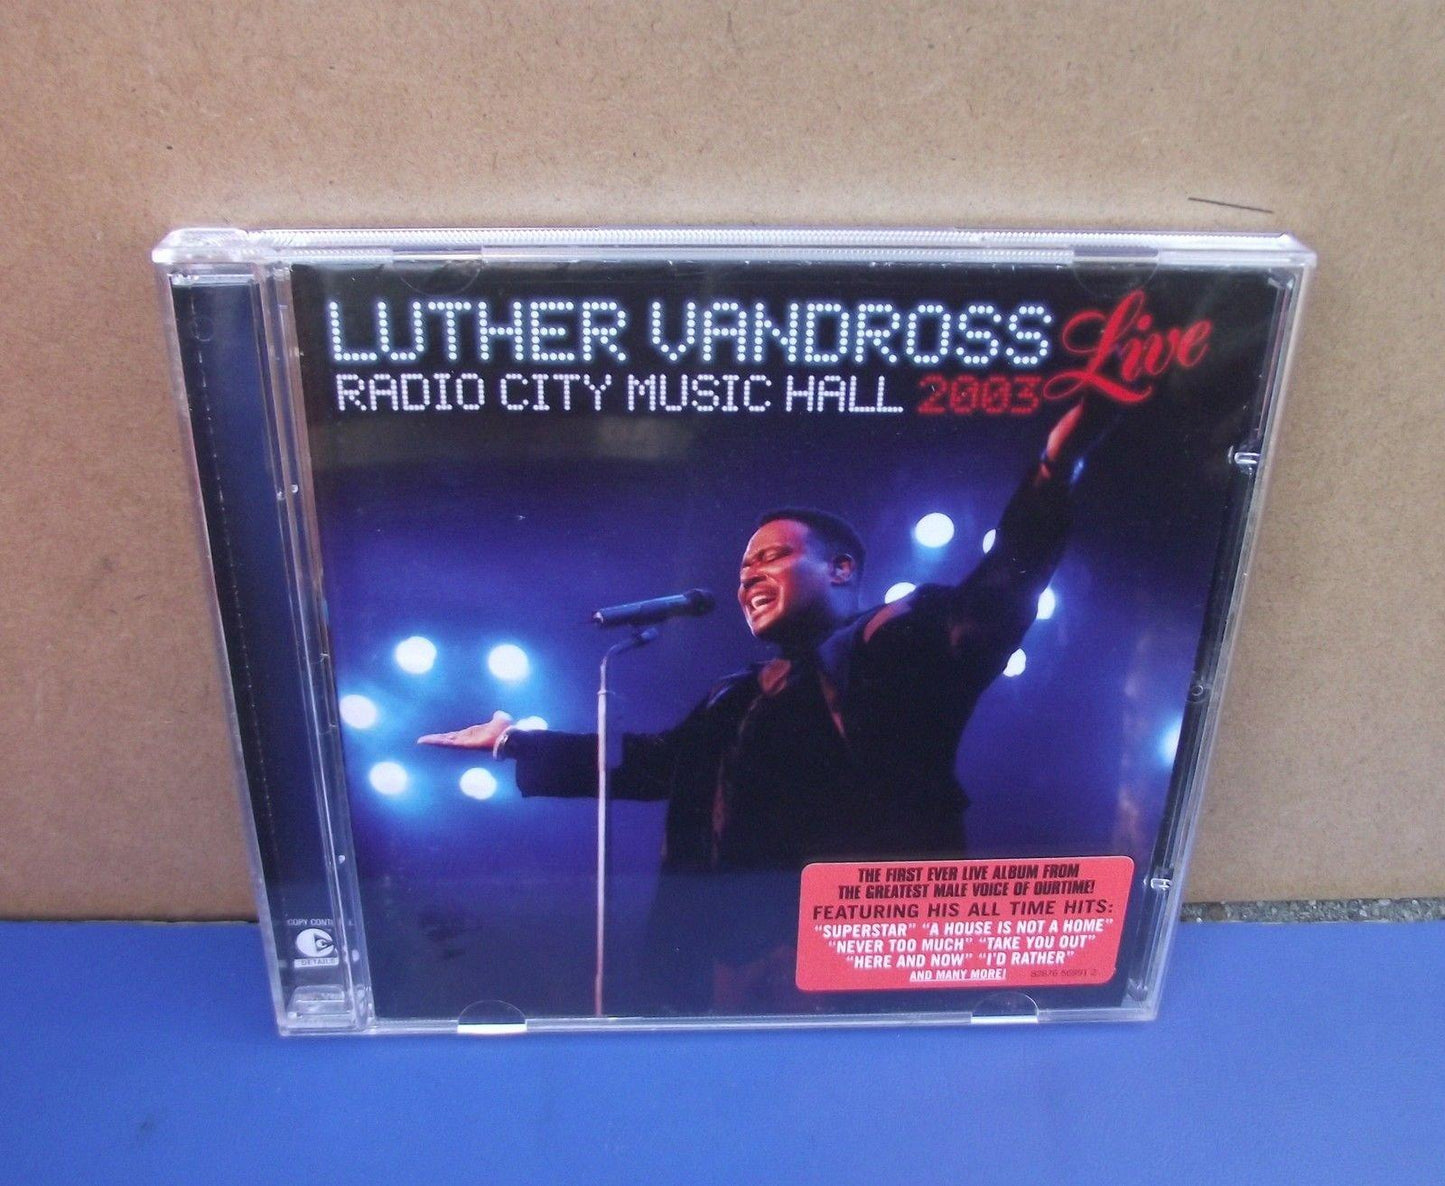 LUTHER VANDROSS Live
RADIO CITY MUSIC HALL 2003
THE FIRST EVER LIVE ALBUM FROM
THE GREATEST MALE VOICE OF OURTIME!
FEATURING HIS ALL TIME HITS:
"SUPERSTAR" "A HOUSE IS NOT A HOME"
"NEVER TOO MUCH" "TAKE YOU OUT"
"HERE AND NOW" "I'D RATHER"
AND MANY MORE!
COPY